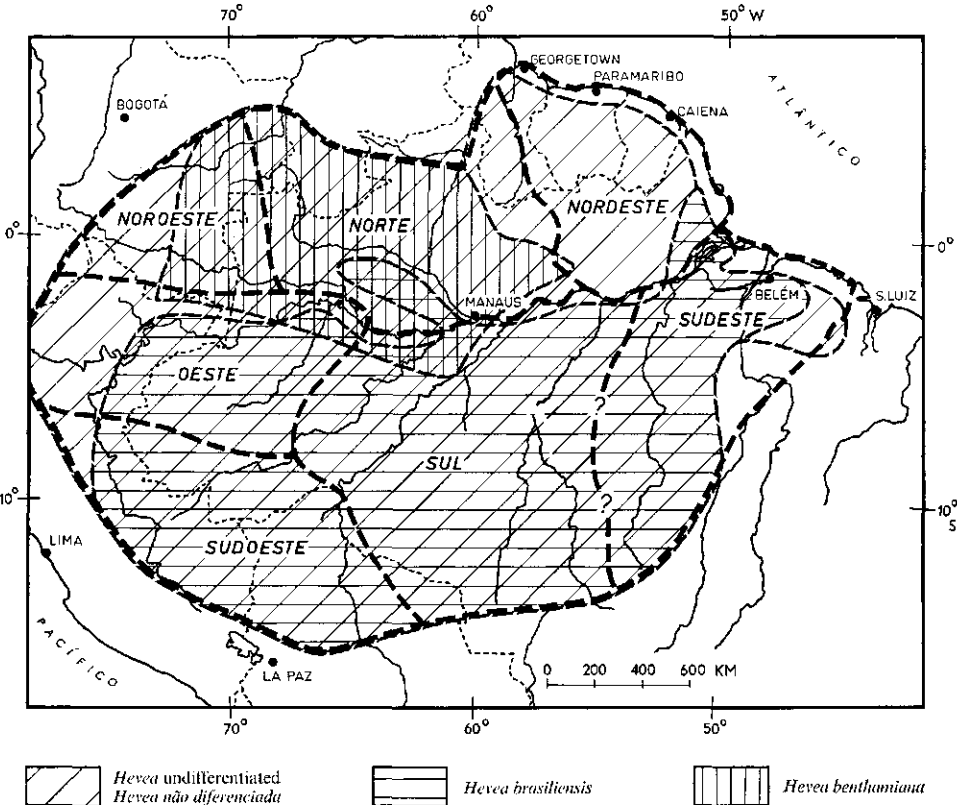 70° 60° 50° W
GEORGETOWN
PARAMARIBO
BOGOTÁ
CAIENA
ATLÂNTICO
NOROESTE
NORTE
NORDESTE
0°
0°
MANAUS
BELÉM
S.LUIZ
SUDESTE
OESTE
?
SUL
?
10°
10°
S
LIMA
SUDOESTE
PACÍFICO
LA PAZ
0 200 400 600 KM
70° 60° 50°
Hevea undifferentiated
Hevea não diferenciada
Hevea brasiliensis
Hevea benthamiana